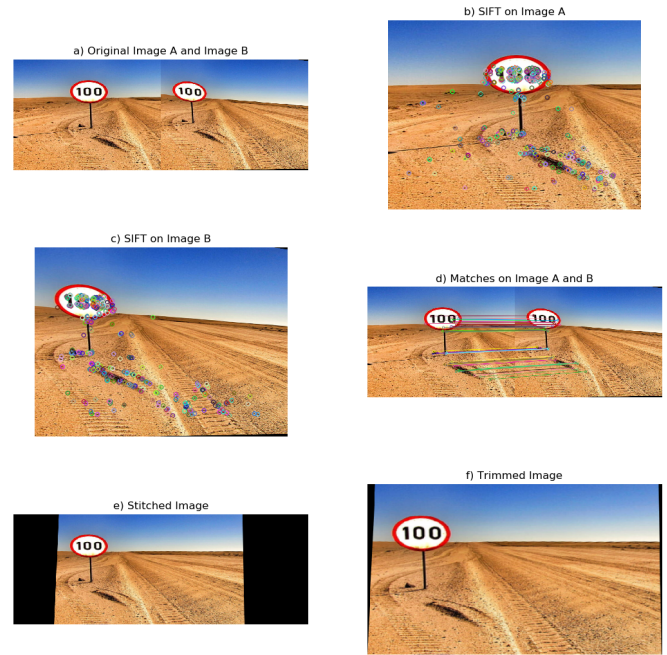 a) Original Image A and Image B
b) SIFT on Image A
100
100
c) SIFT on Image B
d) Matches on Image A and B
100
100
e) Stitched Image
f) Trimmed Image
100
100